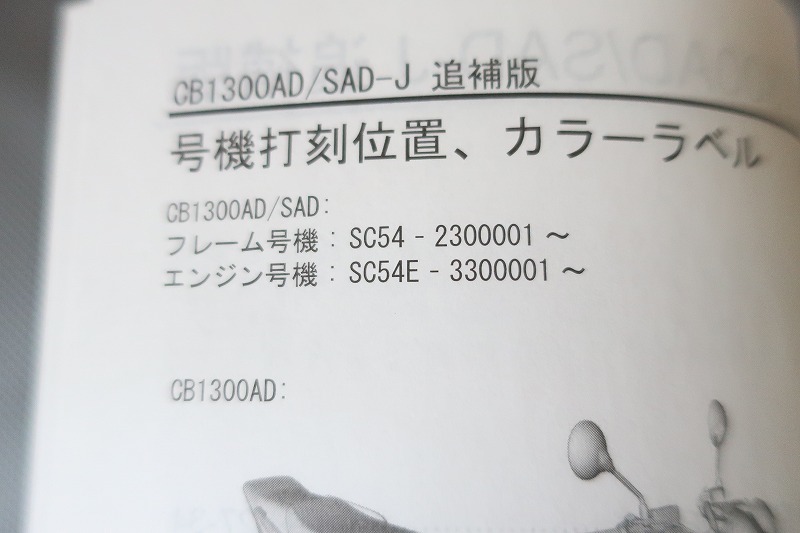 CB1300AD/SAD-J 追補版
号機打刻位置、カラーラベル
CB1300AD/SAD:
フレーム号機：SC54 - 2300001 ～
エンジン号機：SC54E - 3300001 ～
CB1300AD: